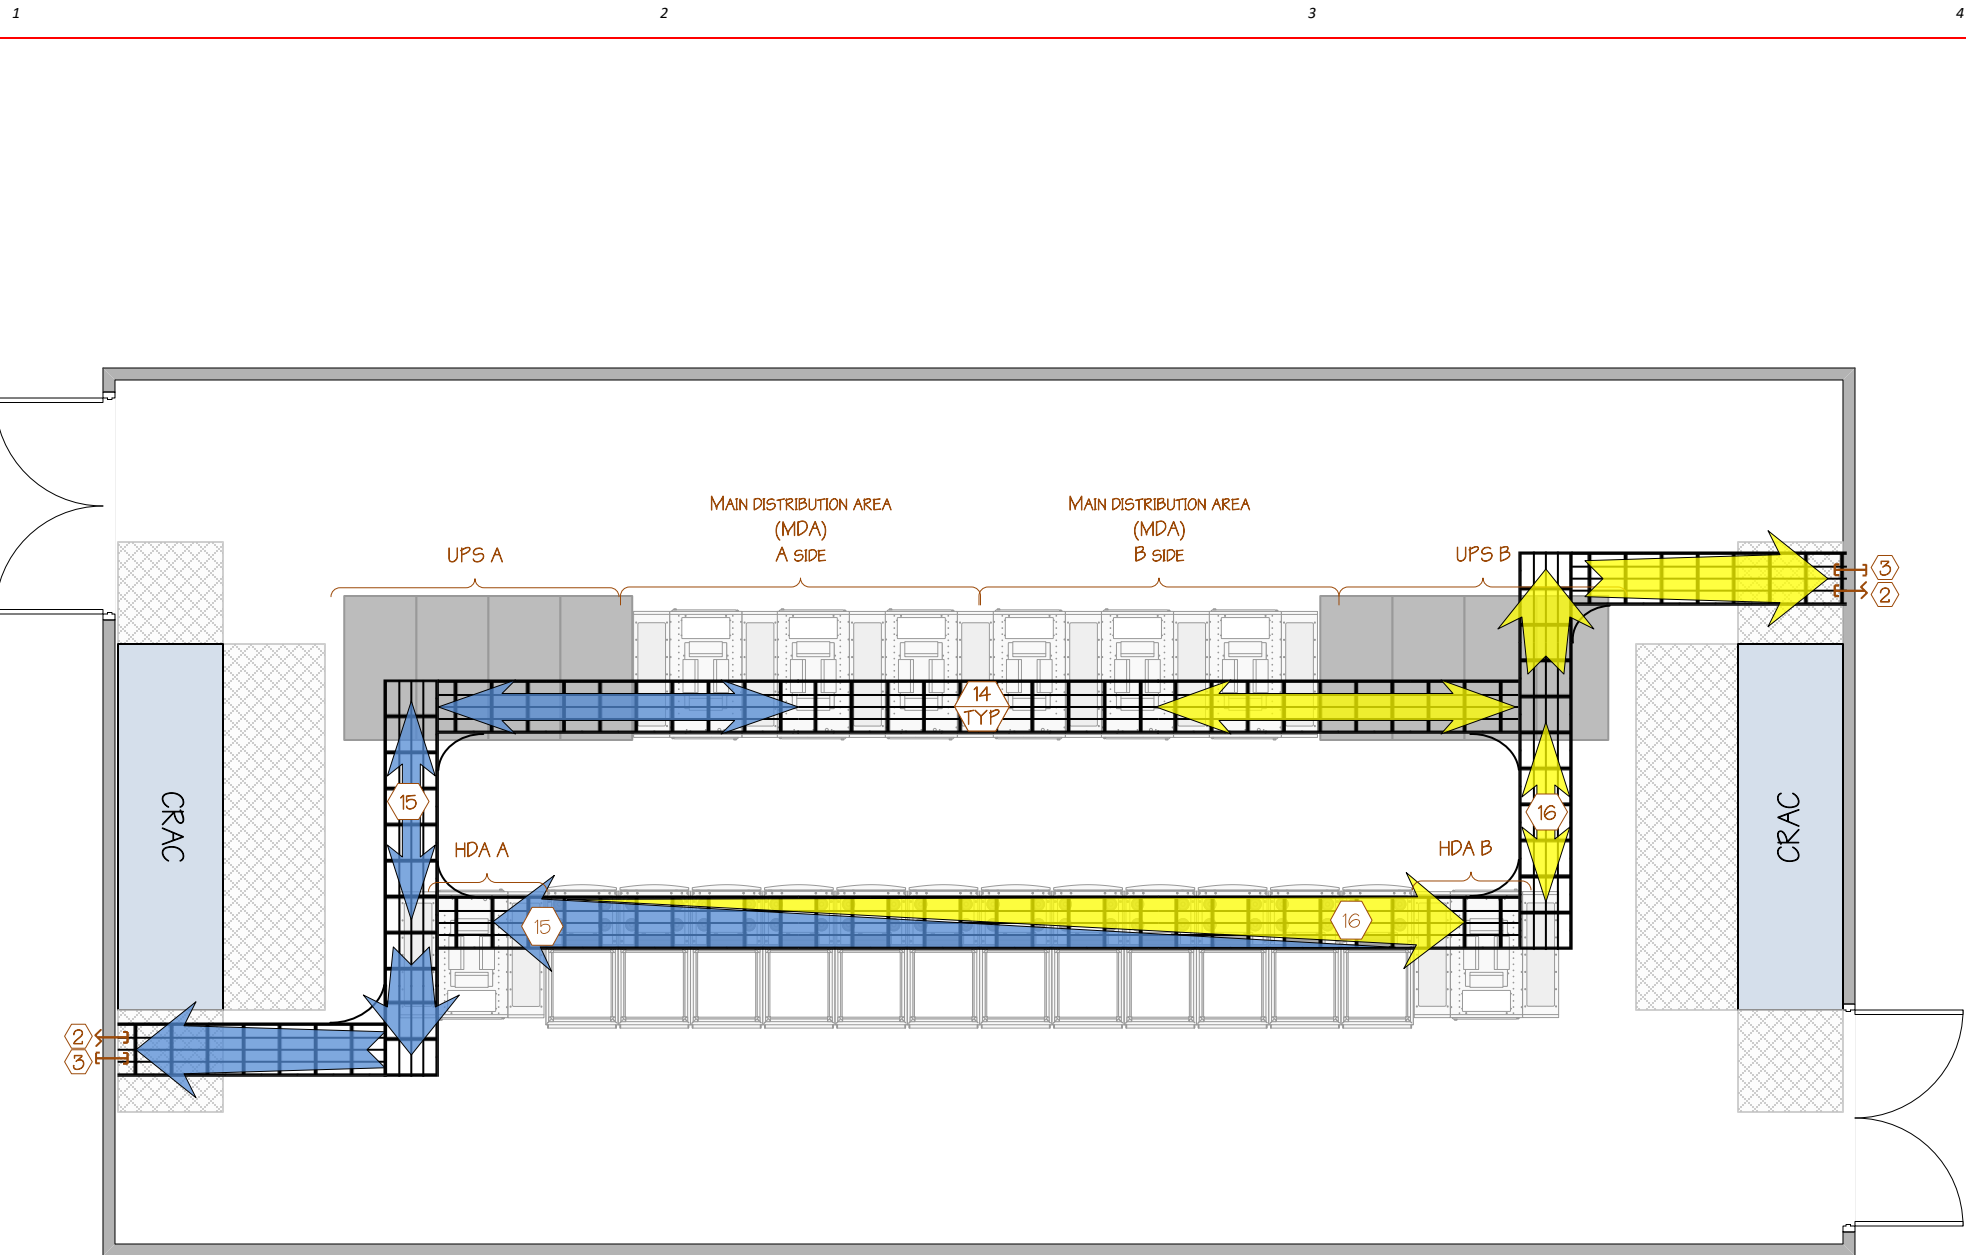 1 2 3 4
MAIN DISTRIBUTION AREA
(MDA)
A SIDE
MAIN DISTRIBUTION AREA
(MDA)
B SIDE
UPS A
UPS B
3
2
14
TYP
15
16
CRAC
CRAC
HDA A
HDA B
15
16
2
3